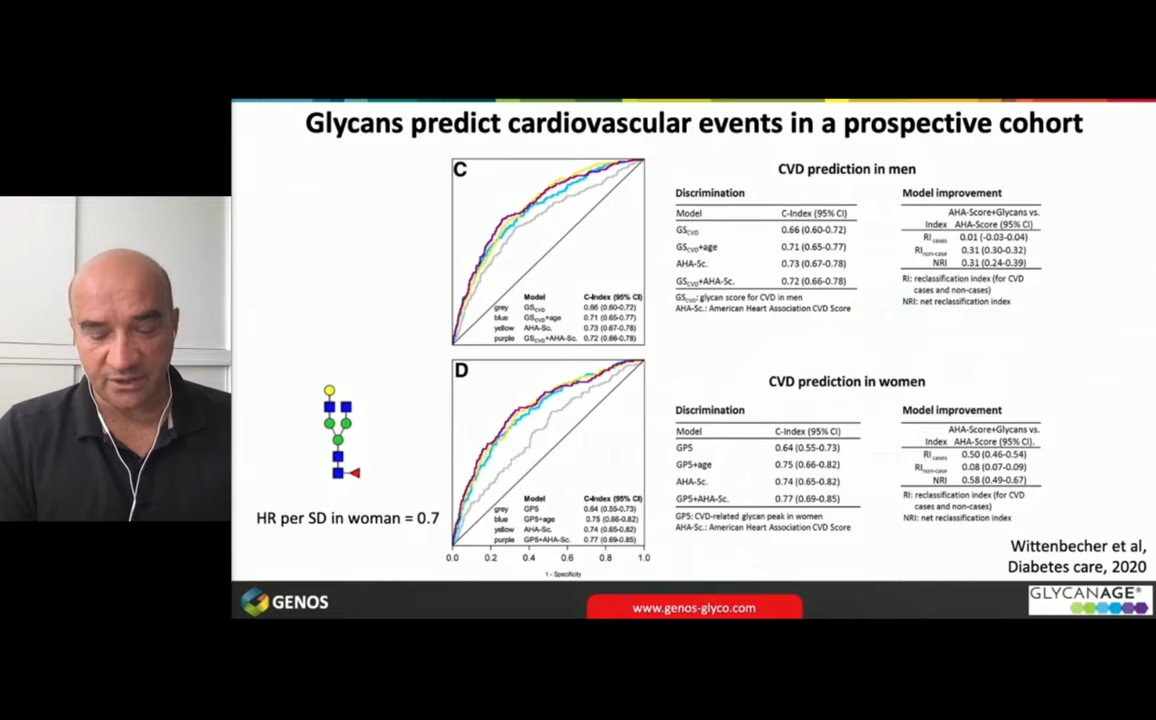 Glycans predict cardiovascular events in a prospective cohort
C
Model C-Index (95% CI)
grey GSCVD 0.66 (0.60-0.72)
blue GSCVD+age 0.71 (0.65-0.77)
yellow AHA-Sc. 0.73 (0.67-0.78)
purple GSCVD+AHA-Sc. 0.72 (0.66-0.78)
CVD prediction in men
Discrimination
Model C-Index (95% CI)
GSCVD 0.66 (0.60-0.72)
GSCVD+age 0.71 (0.65-0.77)
AHA-Sc. 0.73 (0.67-0.78)
GSCVD+AHA-Sc. 0.72 (0.66-0.78)
GSCVD: glycan score for CVD in men
AHA-Sc.: American Heart Association CVD Score
Model improvement
AHA-Score+Glycans vs.
Index AHA-Score (95% CI)
RIcases 0.01 (-0.03-0.04)
RInon-case 0.31 (0.30-0.32)
NRI 0.31 (0.24-0.39)
RI: reclassification index (for CVD
cases and non-cases)
NRI: net reclassification index
HR per SD in woman = 0.7
D
Model C-Index (95% CI)
grey GP5 0.64 (0.55-0.73)
blue GP5+age 0.75 (0.66-0.82)
yellow AHA-Sc. 0.74 (0.65-0.82)
purple GP5+AHA-Sc. 0.77 (0.69-0.85)
0.0 0.2 0.4 0.6 0.8 1.0
1 - Specificity
CVD prediction in women
Discrimination
Model C-Index (95% CI)
GP5 0.64 (0.55-0.73)
GP5+age 0.75 (0.66-0.82)
AHA-Sc. 0.74 (0.65-0.82)
GP5+AHA-Sc. 0.77 (0.69-0.85)
GP5: CVD-related glycan peak in women
AHA-Sc.: American Heart Association CVD Score
Model improvement
AHA-Score+Glycans vs.
Index AHA-Score (95% CI).
RIcases 0.50 (0.46-0.54)
RInon-case 0.08 (0.07-0.09)
NRI 0.58 (0.49-0.67)
RI: reclassification index (for CVD
cases and non-cases)
NRI: net reclassification index
Wittenbecher et al,
Diabetes care, 2020
GENOS
www.genos-glyco.com
GLYCANAGE®